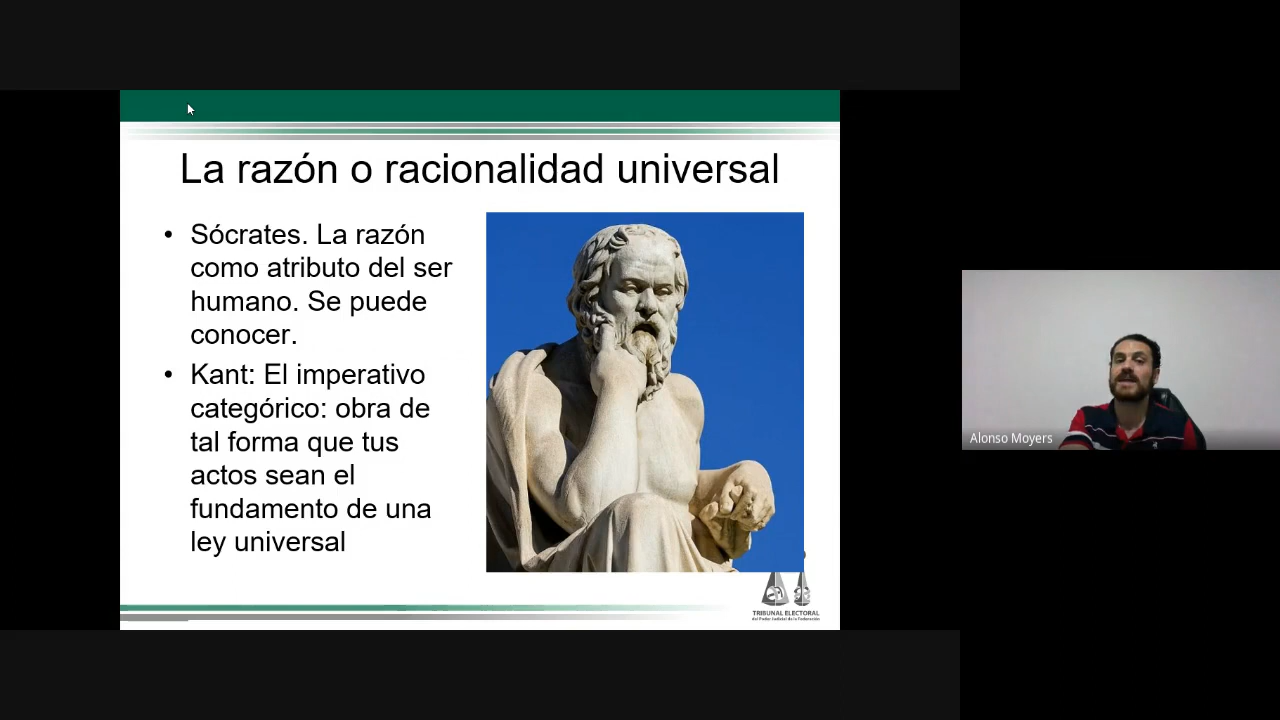 La razón o racionalidad universal
• Sócrates. La razón
como atributo del ser
humano. Se puede
conocer.
• Kant: El imperativo
categórico: obra de
tal forma que tus
actos sean el
fundamento de una
ley universal
TRIBUNAL ELECTORAL
del Poder Judicial de la Federación
Alonso Moyers